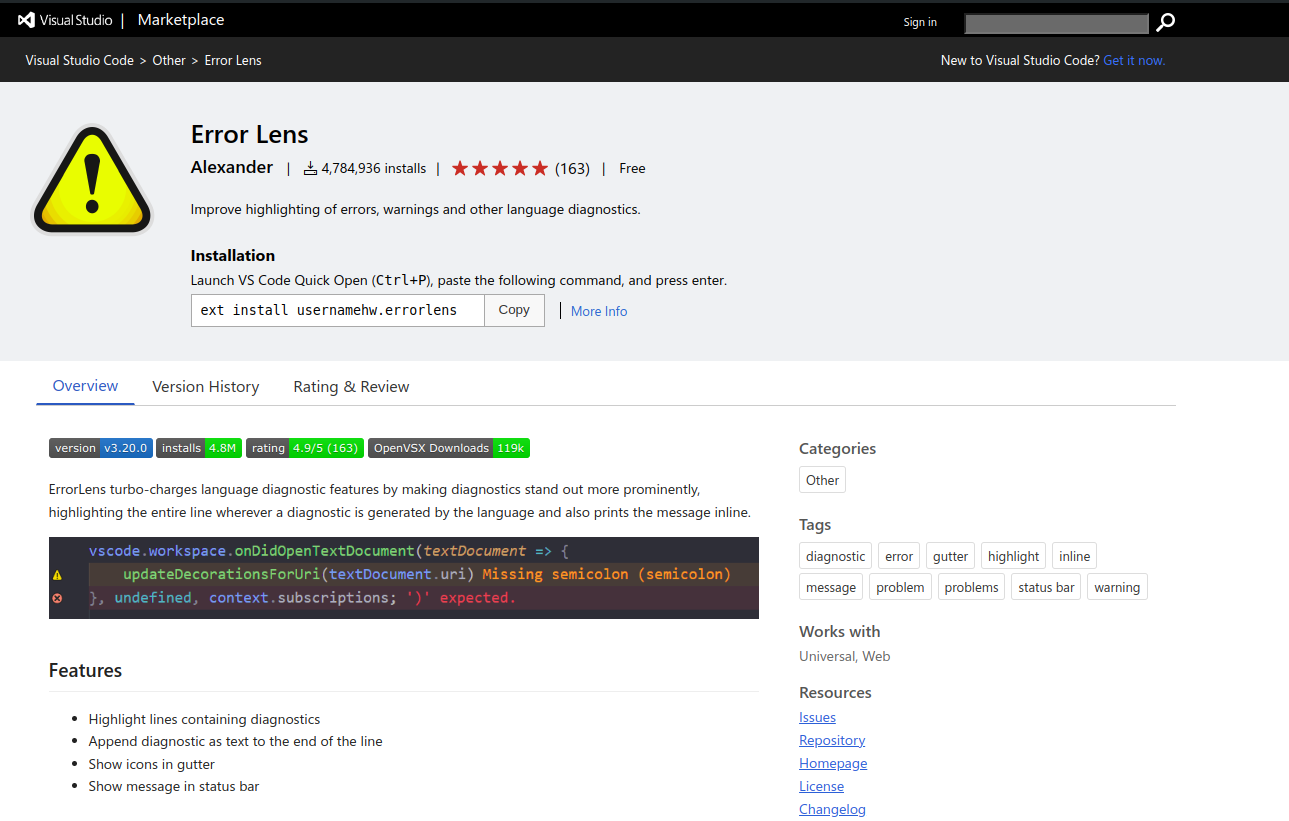 Visual Studio | Marketplace
Sign in
Visual Studio Code > Other > Error Lens
New to Visual Studio Code? Get it now.
Error Lens
Alexander | 4,784,936 installs | (163) | Free
Improve highlighting of errors, warnings and other language diagnostics.
Installation
Launch VS Code Quick Open (Ctrl+P), paste the following command, and press enter.
ext install usernamehw.errorlens Copy | More Info
Overview Version History Rating & Review
version v3.20.0 installs 4.8M rating 4.9/5 (163) OpenVSX Downloads 119k
ErrorLens turbo-charges language diagnostic features by making diagnostics stand out more prominently,
highlighting the entire line wherever a diagnostic is generated by the language and also prints the message inline.
vscode.workspace.onDidOpenTextDocument(textDocument => {
updateDecorationsForUri(textDocument.uri) Missing semicolon (semicolon)
}, undefined, context.subscriptions; ')' expected.
Features
Highlight lines containing diagnostics
Append diagnostic as text to the end of the line
Show icons in gutter
Show message in status bar
Categories
Other
Tags
diagnostic error gutter highlight inline
message problem problems status bar warning
Works with
Universal, Web
Resources
Issues
Repository
Homepage
License
Changelog